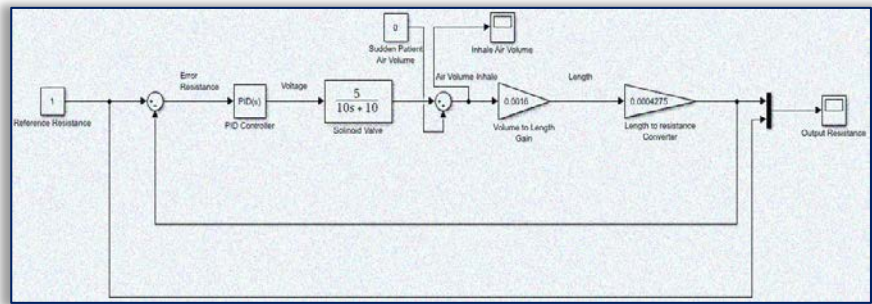 0
Sudden Patient
Air Volume
Inhale Air Volume
Error
Resistance
Voltage
Air Volume Inhale
Length
1
PID(s)
5
10s + 10
0.0016
0.0004275
Reference Resistance
PID Controller
Solinoid Valve
Volume to Length
Gain
Length to resistance
Converter
Output Resistance